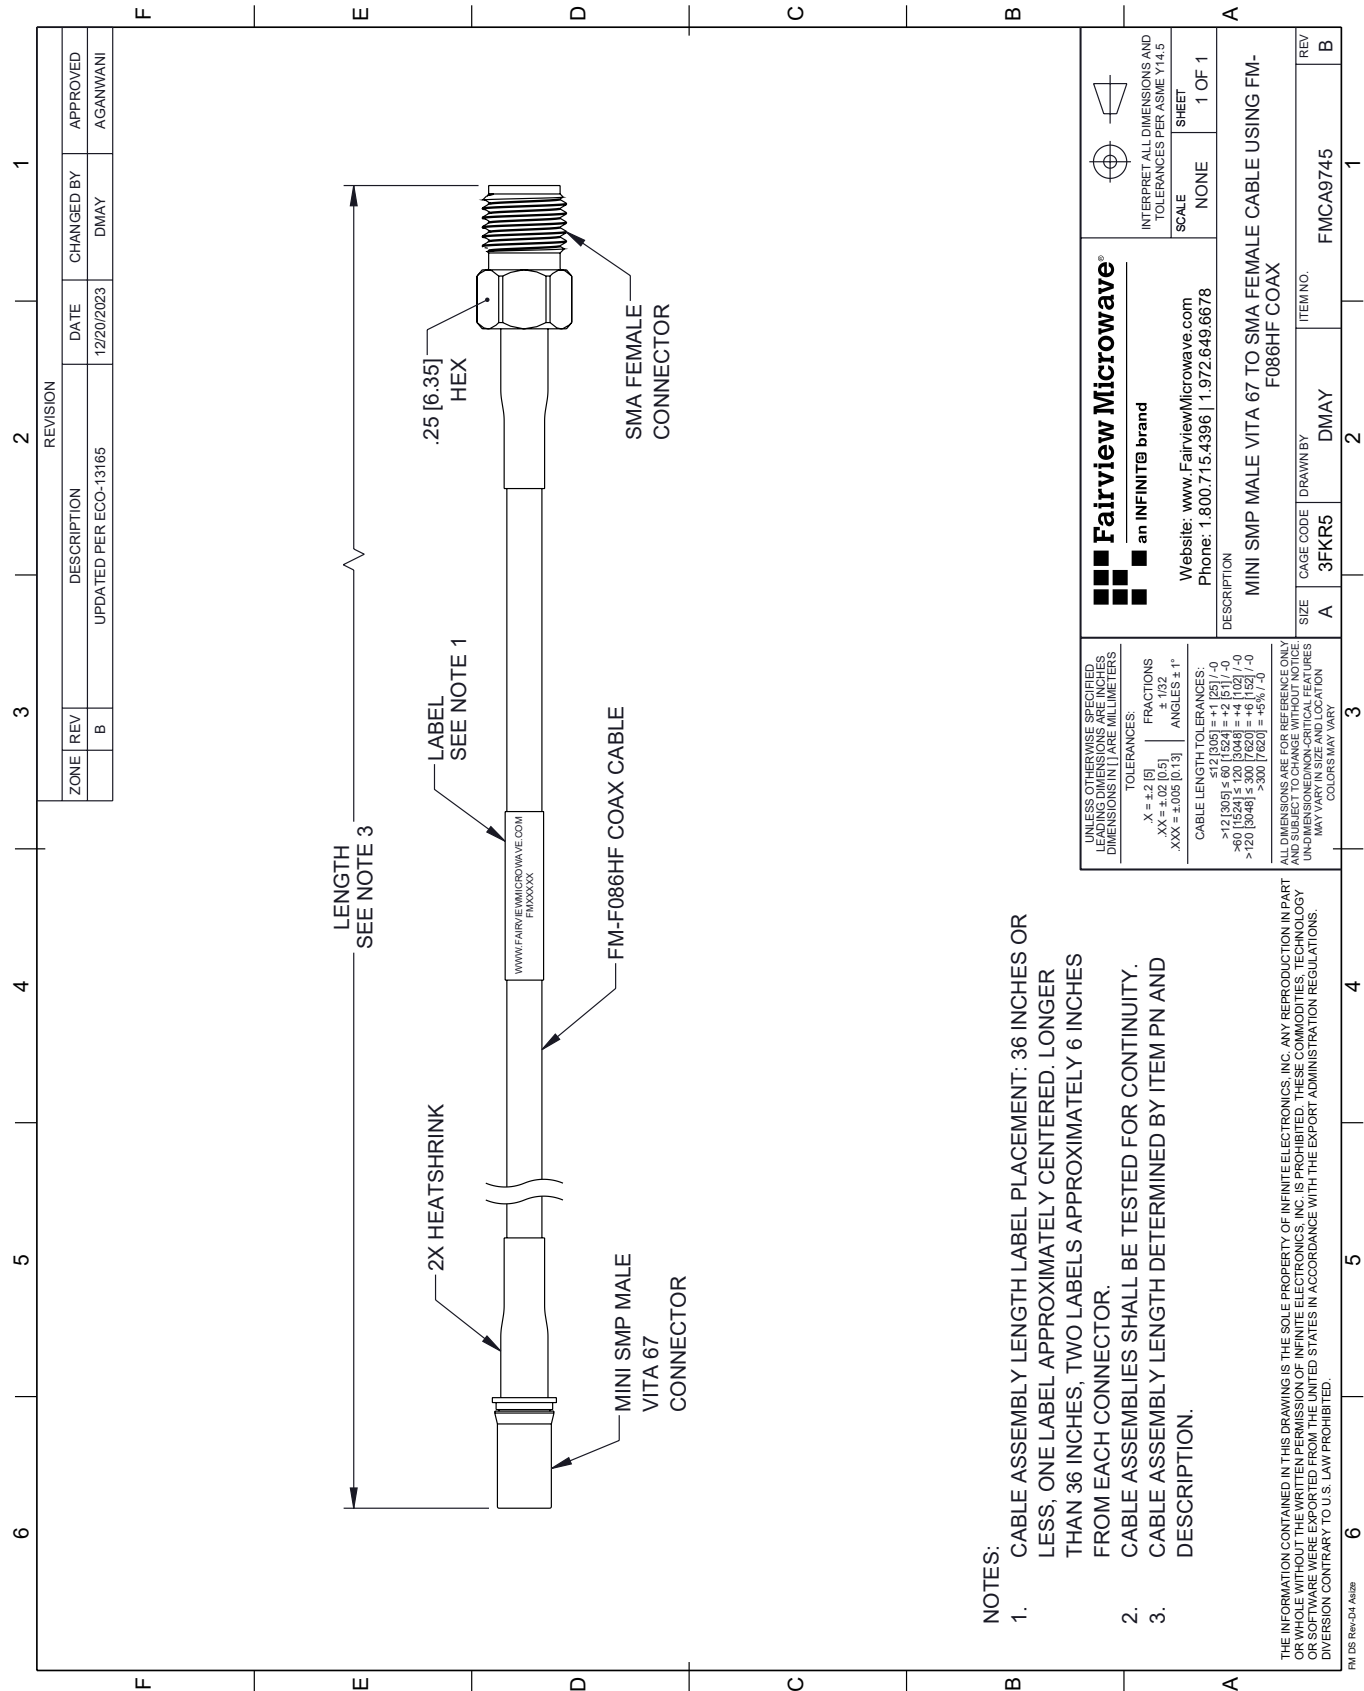 6 5 4 3 2 1
F
E
D
C
B
A
REVISION
ZONE REV DESCRIPTION DATE CHANGED BY APPROVED
B UPDATED PER ECO-13165 12/20/2023 DMAY AGANWANI
LENGTH
SEE NOTE 3
2X HEATSHRINK
LABEL
SEE NOTE 1
.25 [6.35]
HEX
WWW.FAIRVIEWMICROWAVE.COM
FMXXXXX
MINI SMP MALE
VITA 67
CONNECTOR
FM-F086HF COAX CABLE
SMA FEMALE
CONNECTOR
NOTES:
1. CABLE ASSEMBLY LENGTH LABEL PLACEMENT: 36 INCHES OR
LESS, ONE LABEL APPROXIMATELY CENTERED. LONGER
THAN 36 INCHES, TWO LABELS APPROXIMATELY 6 INCHES
FROM EACH CONNECTOR.
2. CABLE ASSEMBLIES SHALL BE TESTED FOR CONTINUITY.
3. CABLE ASSEMBLY LENGTH DETERMINED BY ITEM PN AND
DESCRIPTION.
THE INFORMATION CONTAINED IN THIS DRAWING IS THE SOLE PROPERTY OF INFINITE ELECTRONICS, INC. ANY REPRODUCTION IN PART
OR WHOLE WITHOUT THE WRITTEN PERMISSION OF INFINITE ELECTRONICS, INC. IS PROHIBITED. THESE COMMODITIES, TECHNOLOGY
OR SOFTWARE WERE EXPORTED FROM THE UNITED STATES IN ACCORDANCE WITH THE EXPORT ADMINISTRATION REGULATIONS.
DIVERSION CONTRARY TO U.S. LAW PROHIBITED.
UNLESS OTHERWISE SPECIFIED
LEADING DIMENSIONS ARE INCHES
DIMENSIONS IN [ ] ARE MILLIMETERS
TOLERANCES:
.X = ±.2 [5] FRACTIONS
.XX = ±.02 [0.5] ± 1/32
.XXX = ±.005 [0.13] ANGLES ± 1°
CABLE LENGTH TOLERANCES:
≤12 [305] = +1 [25] / -0
>12 [305] ≤ 60 [1524] = +2 [51] / -0
>60 [1524] ≤ 120 [3048] = +4 [102] / -0
>120 [3048] ≤ 300 [7620] = +6 [152] / -0
>300 [7620] = +5% / -0
ALL DIMENSIONS ARE FOR REFERENCE ONLY
AND SUBJECT TO CHANGE WITHOUT NOTICE.
UN-DIMENSIONED/NON-CRITICAL FEATURES
MAY VARY IN SIZE AND LOCATION
COLORS MAY VARY
Fairview Microwave®
an INFINIT® brand
Website: www.FairviewMicrowave.com
Phone: 1.800.715.4396 | 1.972.649.6678
INTERPRET ALL DIMENSIONS AND
TOLERANCES PER ASME Y14.5
SCALE NONE
SHEET 1 OF 1
DESCRIPTION
MINI SMP MALE VITA 67 TO SMA FEMALE CABLE USING FM-
F086HF COAX
SIZE A
CAGE CODE 3FKR5
DRAWN BY DMAY
ITEM NO. FMCA9745
REV B
F
E
D
C
B
A
FM DS Rev-D4 Asize
6 5 4 3 2 1